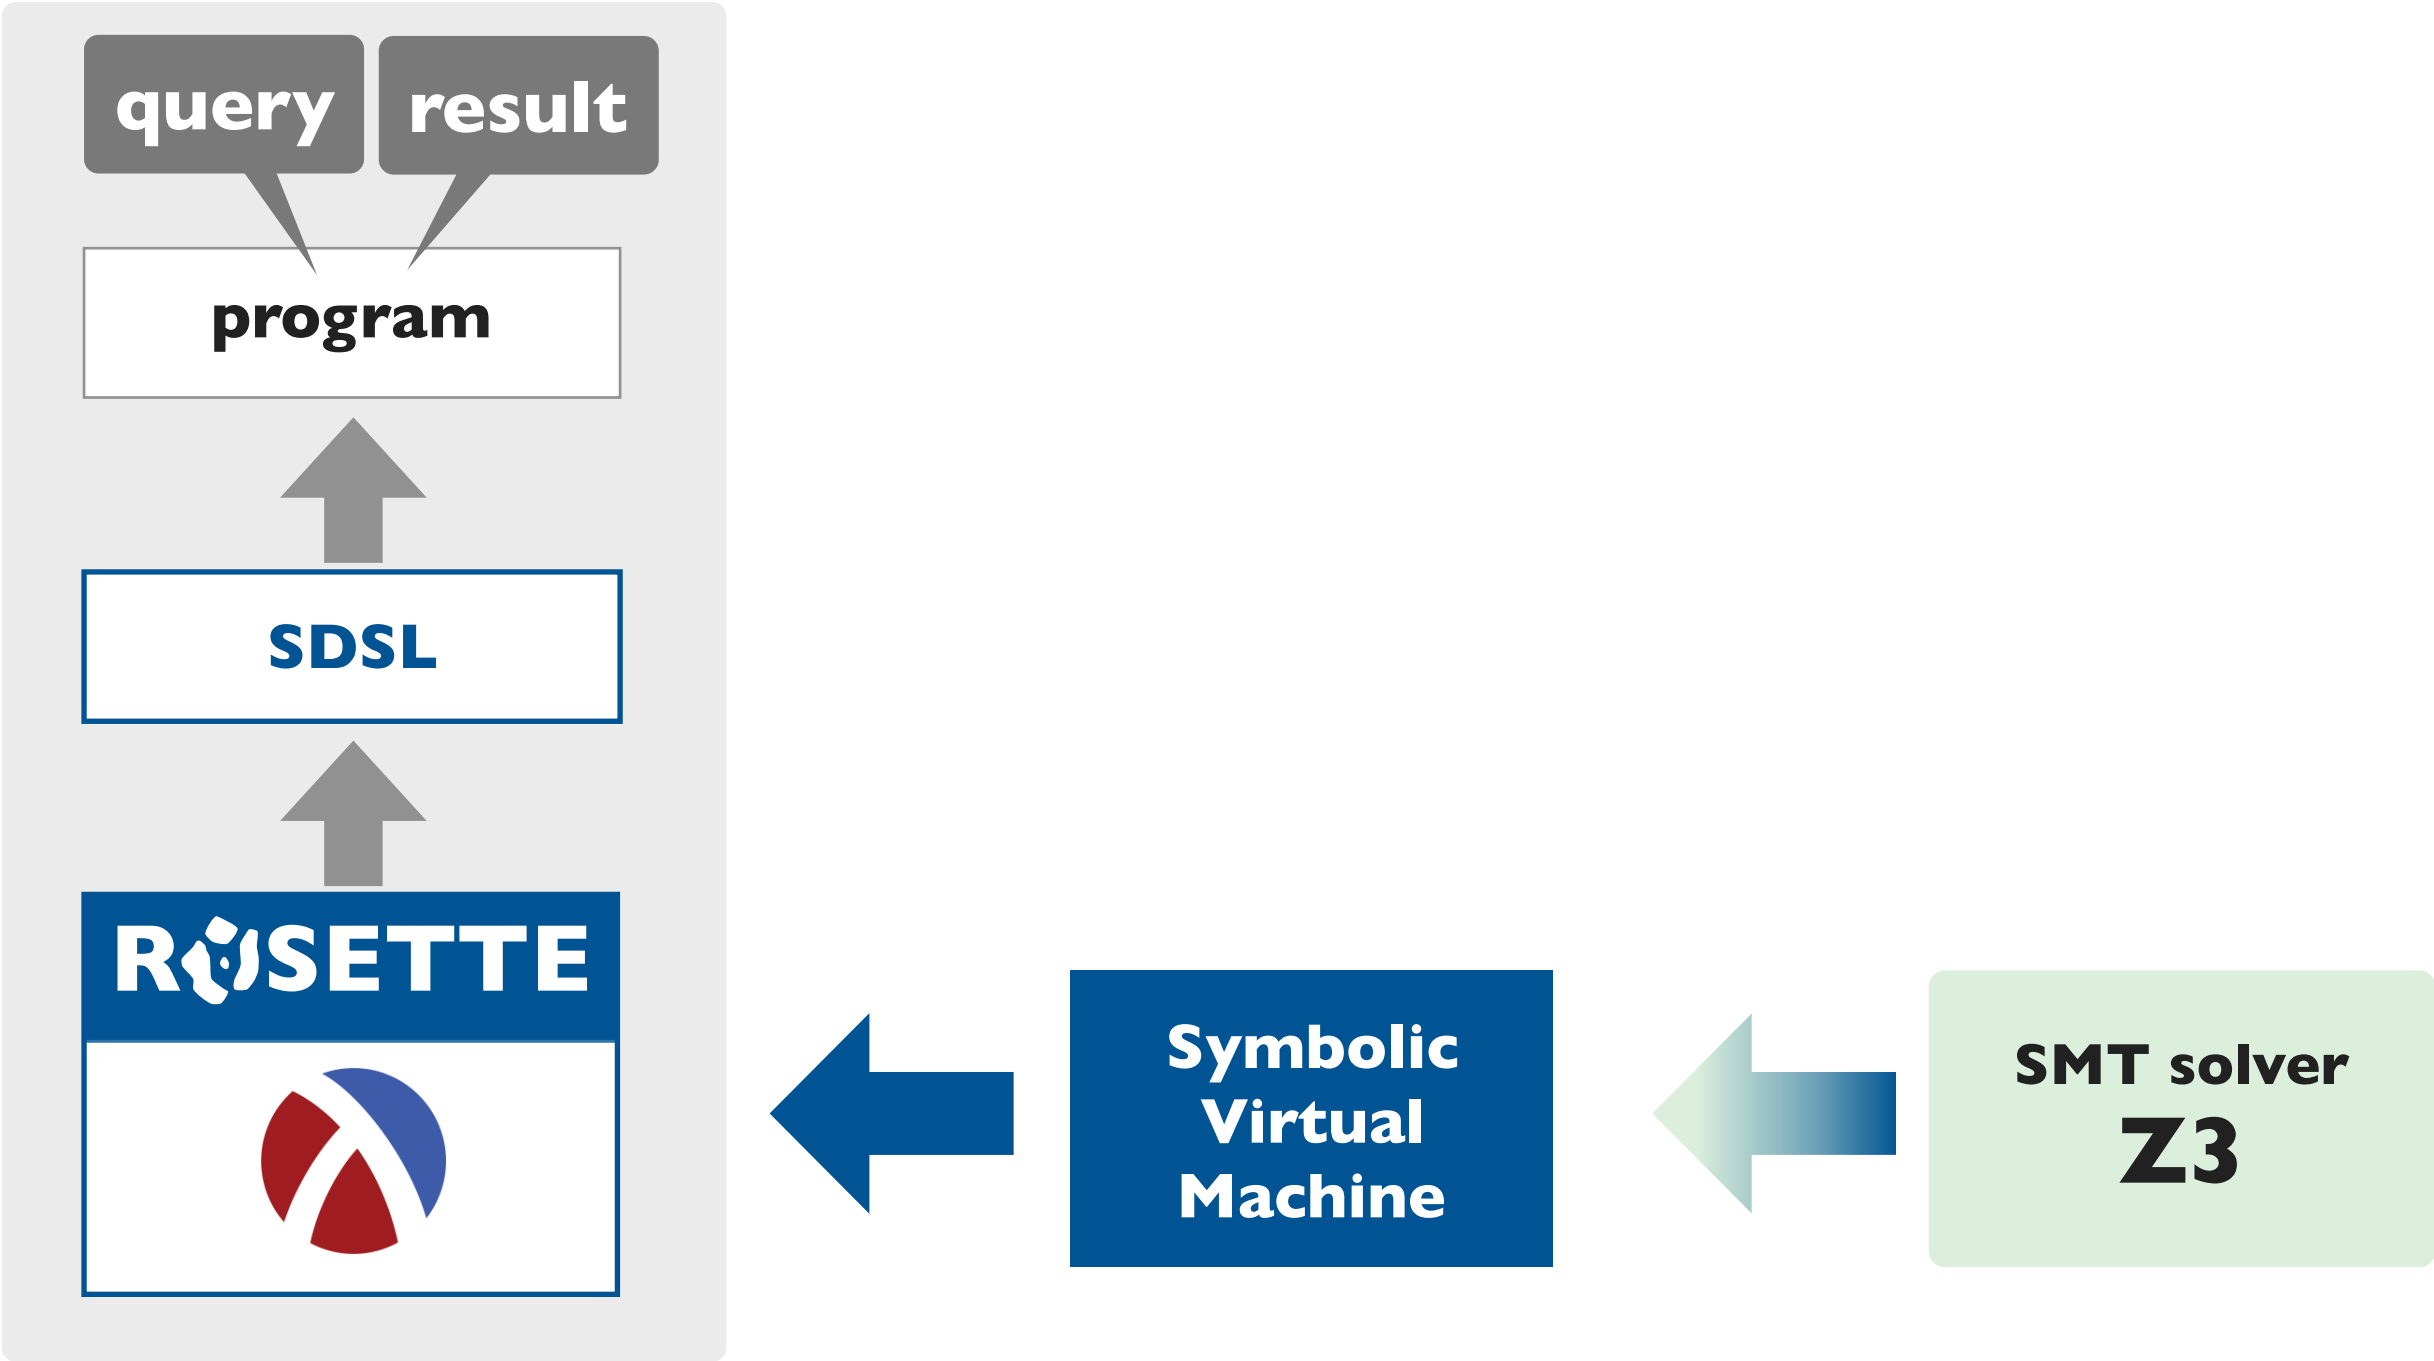 query
result
program
SDSL
ROSETTE
Symbolic
Virtual
Machine
SMT solver
Z3